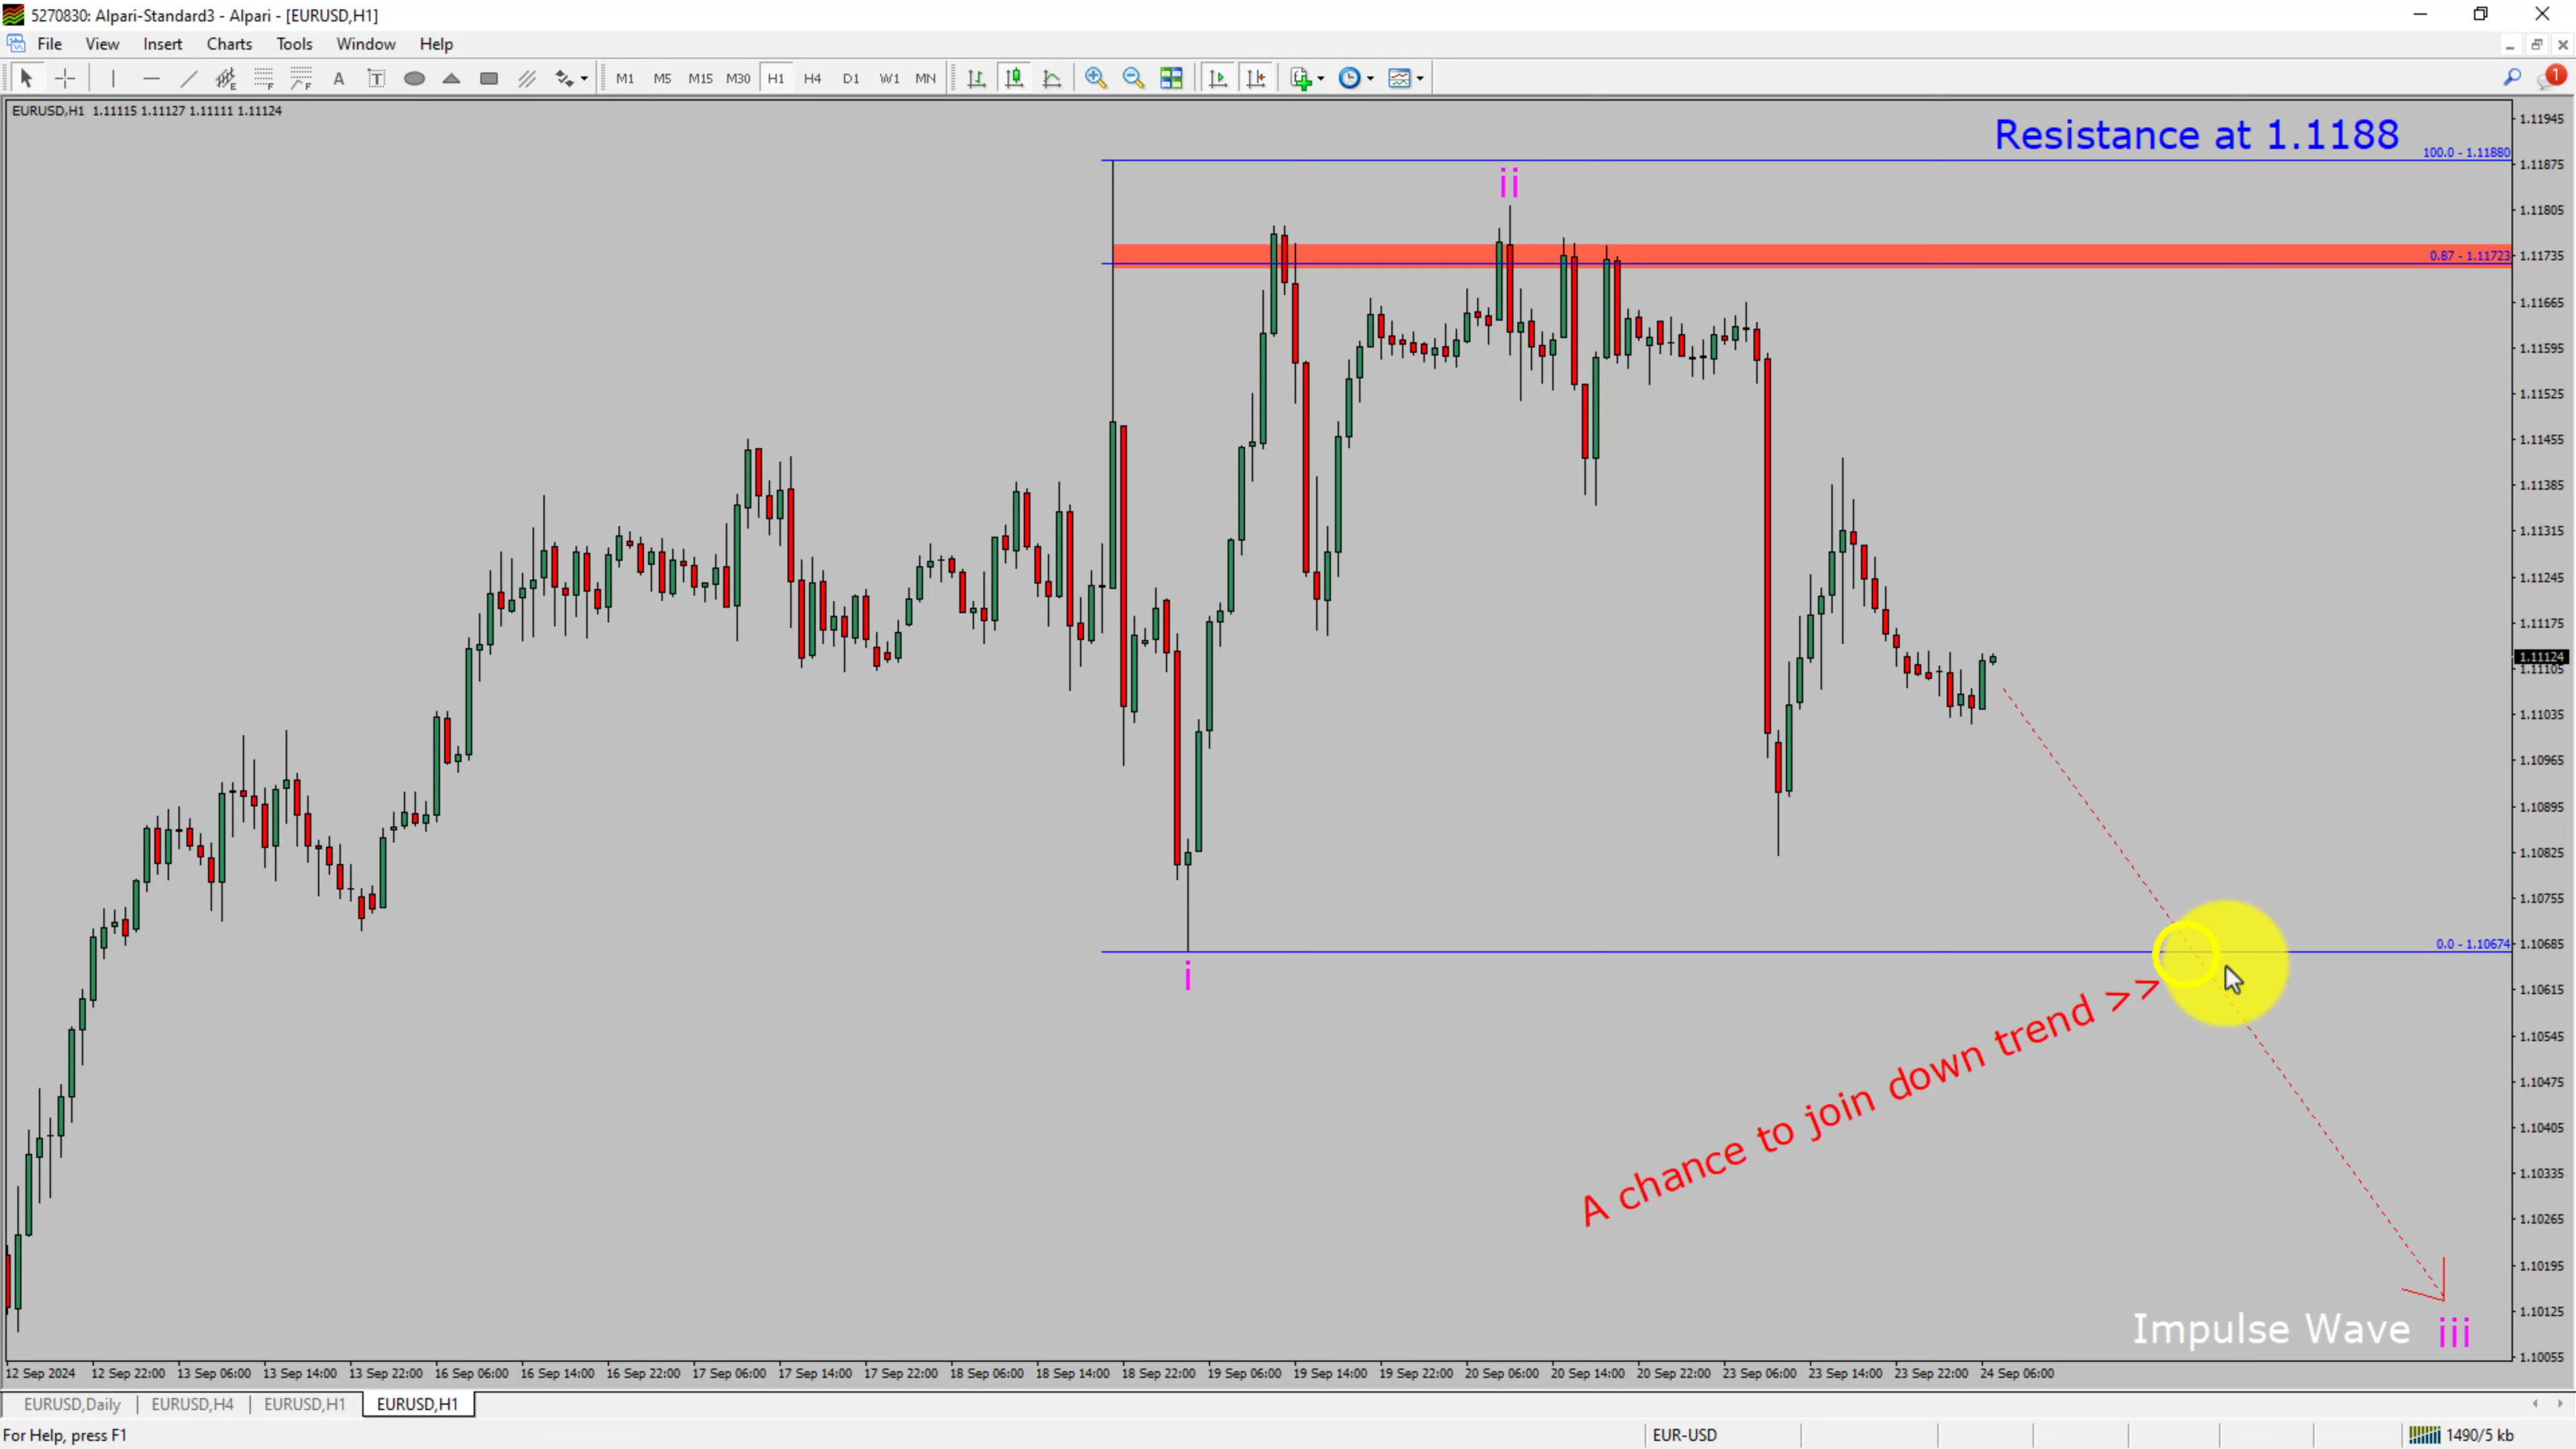 5270830: Alpari-Standard3 - Alpari - [EURUSD,H1]
File View Insert Charts Tools Window Help
A T M1 M5 M15 M30 H1 H4 D1 W1 MN 1
EURUSD,H1 1.11115 1.11127 1.11111 1.11124
Resistance at 1.1188
100.0 - 1.11880
ii
0.87 - 1.11723
0.0 - 1.10674
i
A chance to join down trend >>
Impulse Wave iii
1.11945
1.11875
1.11805
1.11735
1.11665
1.11595
1.11525
1.11455
1.11385
1.11315
1.11245
1.11175
1.11124
1.11105
1.11035
1.10965
1.10895
1.10825
1.10755
1.10685
1.10615
1.10545
1.10475
1.10405
1.10335
1.10265
1.10195
1.10125
1.10055
12 Sep 2024 12 Sep 22:00 13 Sep 06:00 13 Sep 14:00 13 Sep 22:00 16 Sep 06:00 16 Sep 14:00 16 Sep 22:00 17 Sep 06:00 17 Sep 14:00 17 Sep 22:00 18 Sep 06:00 18 Sep 14:00 18 Sep 22:00 19 Sep 06:00 19 Sep 14:00 19 Sep 22:00 20 Sep 06:00 20 Sep 14:00 20 Sep 22:00 23 Sep 06:00 23 Sep 14:00 23 Sep 22:00 24 Sep 06:00
EURUSD,Daily EURUSD,H4 EURUSD,H1 EURUSD,H1
For Help, press F1 EUR-USD 1490/5 kb